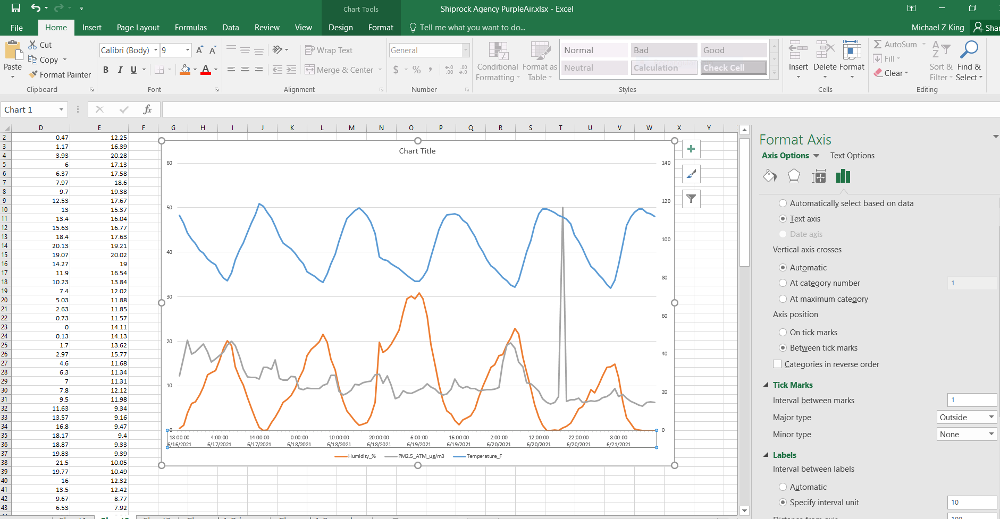 Chart Tools
Shiprock Agency PurpleAir.xlsx - Excel
File Home Insert Page Layout Formulas Data Review View Design Format Tell me what you want to do... Michael Z King
Paste Cut
Copy
Format Painter
Calibri (Body) 9 A A
B I U A
Wrap Text
Merge & Center
General
$ % ,
Conditional Formatting
Format as Table
Normal Bad Good
Neutral Calculation Check Cell
Insert Delete Format
AutoSum
Fill
Clear
Sort & Filter
Find & Select
Clipboard Font Alignment Number Styles Cells Editing
Chart 1 fx
D E F G H I J K L M N O P Q R S T U V W X Y
2 0.47 12.25
3 1.17 16.39
4 3.93 20.28
5 6 17.13
6 6.37 17.58
7 7.97 18.6
8 9.7 19.38
9 12.53 17.67
10 13 15.37
11 13.4 16.04
12 15.63 16.77
13 18.4 17.63
14 20.13 19.21
15 19.07 20.02
16 14.27 19
17 11.9 16.54
18 10.23 13.84
19 7.4 12.02
20 5.03 11.88
21 2.63 11.85
22 0.73 11.57
23 0 14.11
24 0.13 14.13
25 1.7 13.62
26 2.97 15.77
27 4.6 11.68
28 6.3 11.34
29 7 11.31
30 7.8 12.12
31 9.5 11.98
32 11.63 9.34
33 13.57 9.16
34 16.8 9.47
35 18.17 9.4
36 18.87 9.33
37 19.83 9.39
38 21.5 10.05
39 19.77 10.49
40 16 12.32
41 13.5 12.42
42 9.67 8.77
43 6.53 7.92
Chart Title
60
50
40
30
20
10
0
140
120
100
80
60
40
20
0
18:00:00 4:00:00 14:00:00 0:00:00 10:00:00 20:00:00 6:00:00 16:00:00 2:00:00 12:00:00 22:00:00 8:00:00
6/16/2021 6/17/2021 6/17/2021 6/18/2021 6/18/2021 6/18/2021 6/19/2021 6/19/2021 6/20/2021 6/20/2021 6/20/2021 6/21/2021
Humidity_% PM2.5_ATM_ug/m3 Temperature_F
Format Axis
Axis Options Text Options
Automatically select based on data
Text axis
Date axis
Vertical axis crosses
Automatic
At category number 1
At maximum category
Axis position
On tick marks
Between tick marks
Categories in reverse order
Tick Marks
Interval between marks 1
Major type Outside
Minor type None
Labels
Interval between labels
Automatic
Specify interval unit 10